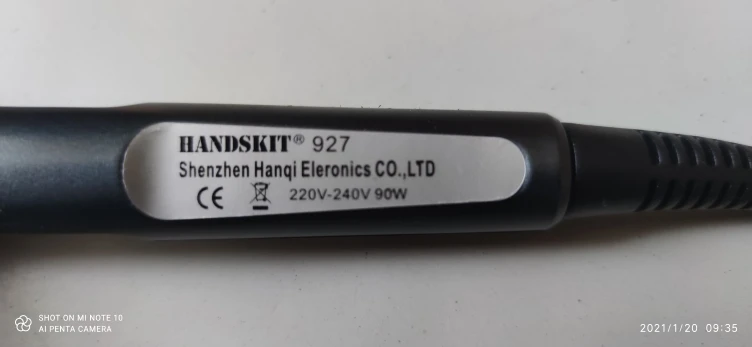 HANDSKIT® 927
Shenzhen Hanqi Eleronics CO.,LTD
CE 220V-240V 90W
SHOT ON MI NOTE 10
AI PENTA CAMERA
2021/1/20 09:35